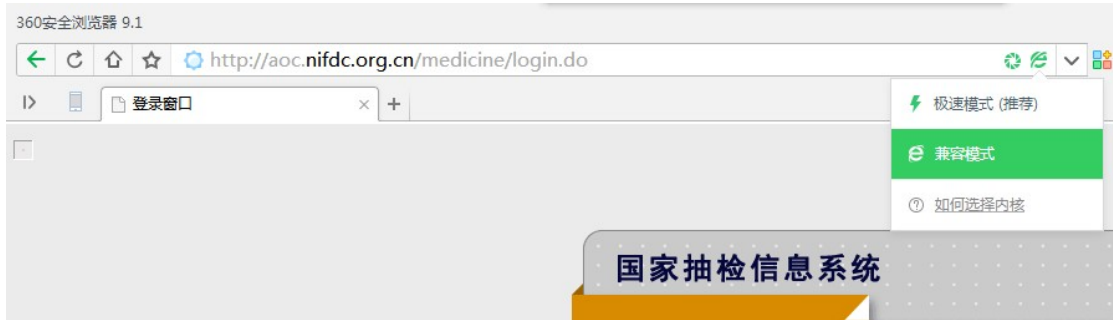 360安全浏览器 9.1
http://aoc.nifdc.org.cn/medicine/login.do
登录窗口
极速模式 (推荐)
兼容模式
如何选择内核
国家抽检信息系统